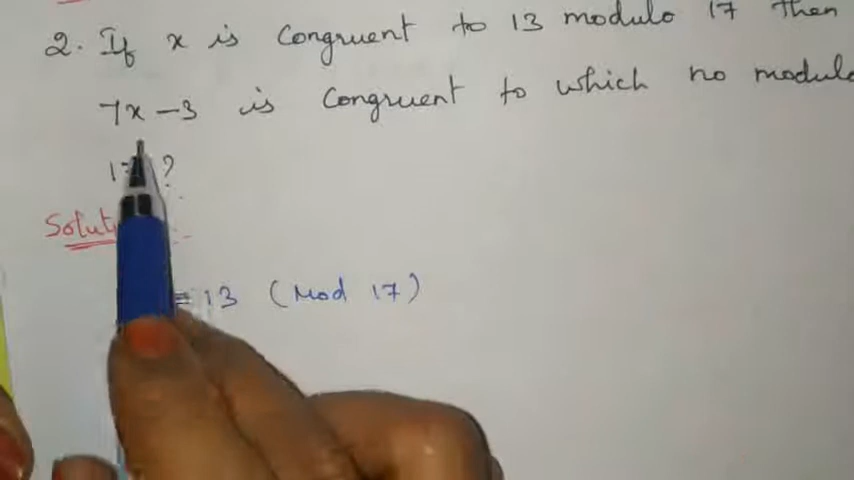 2. If x is congruent to 13 modulo 17 then
7x - 3 is congruent to which no modulo
?
≡ 13 (Mod 17)